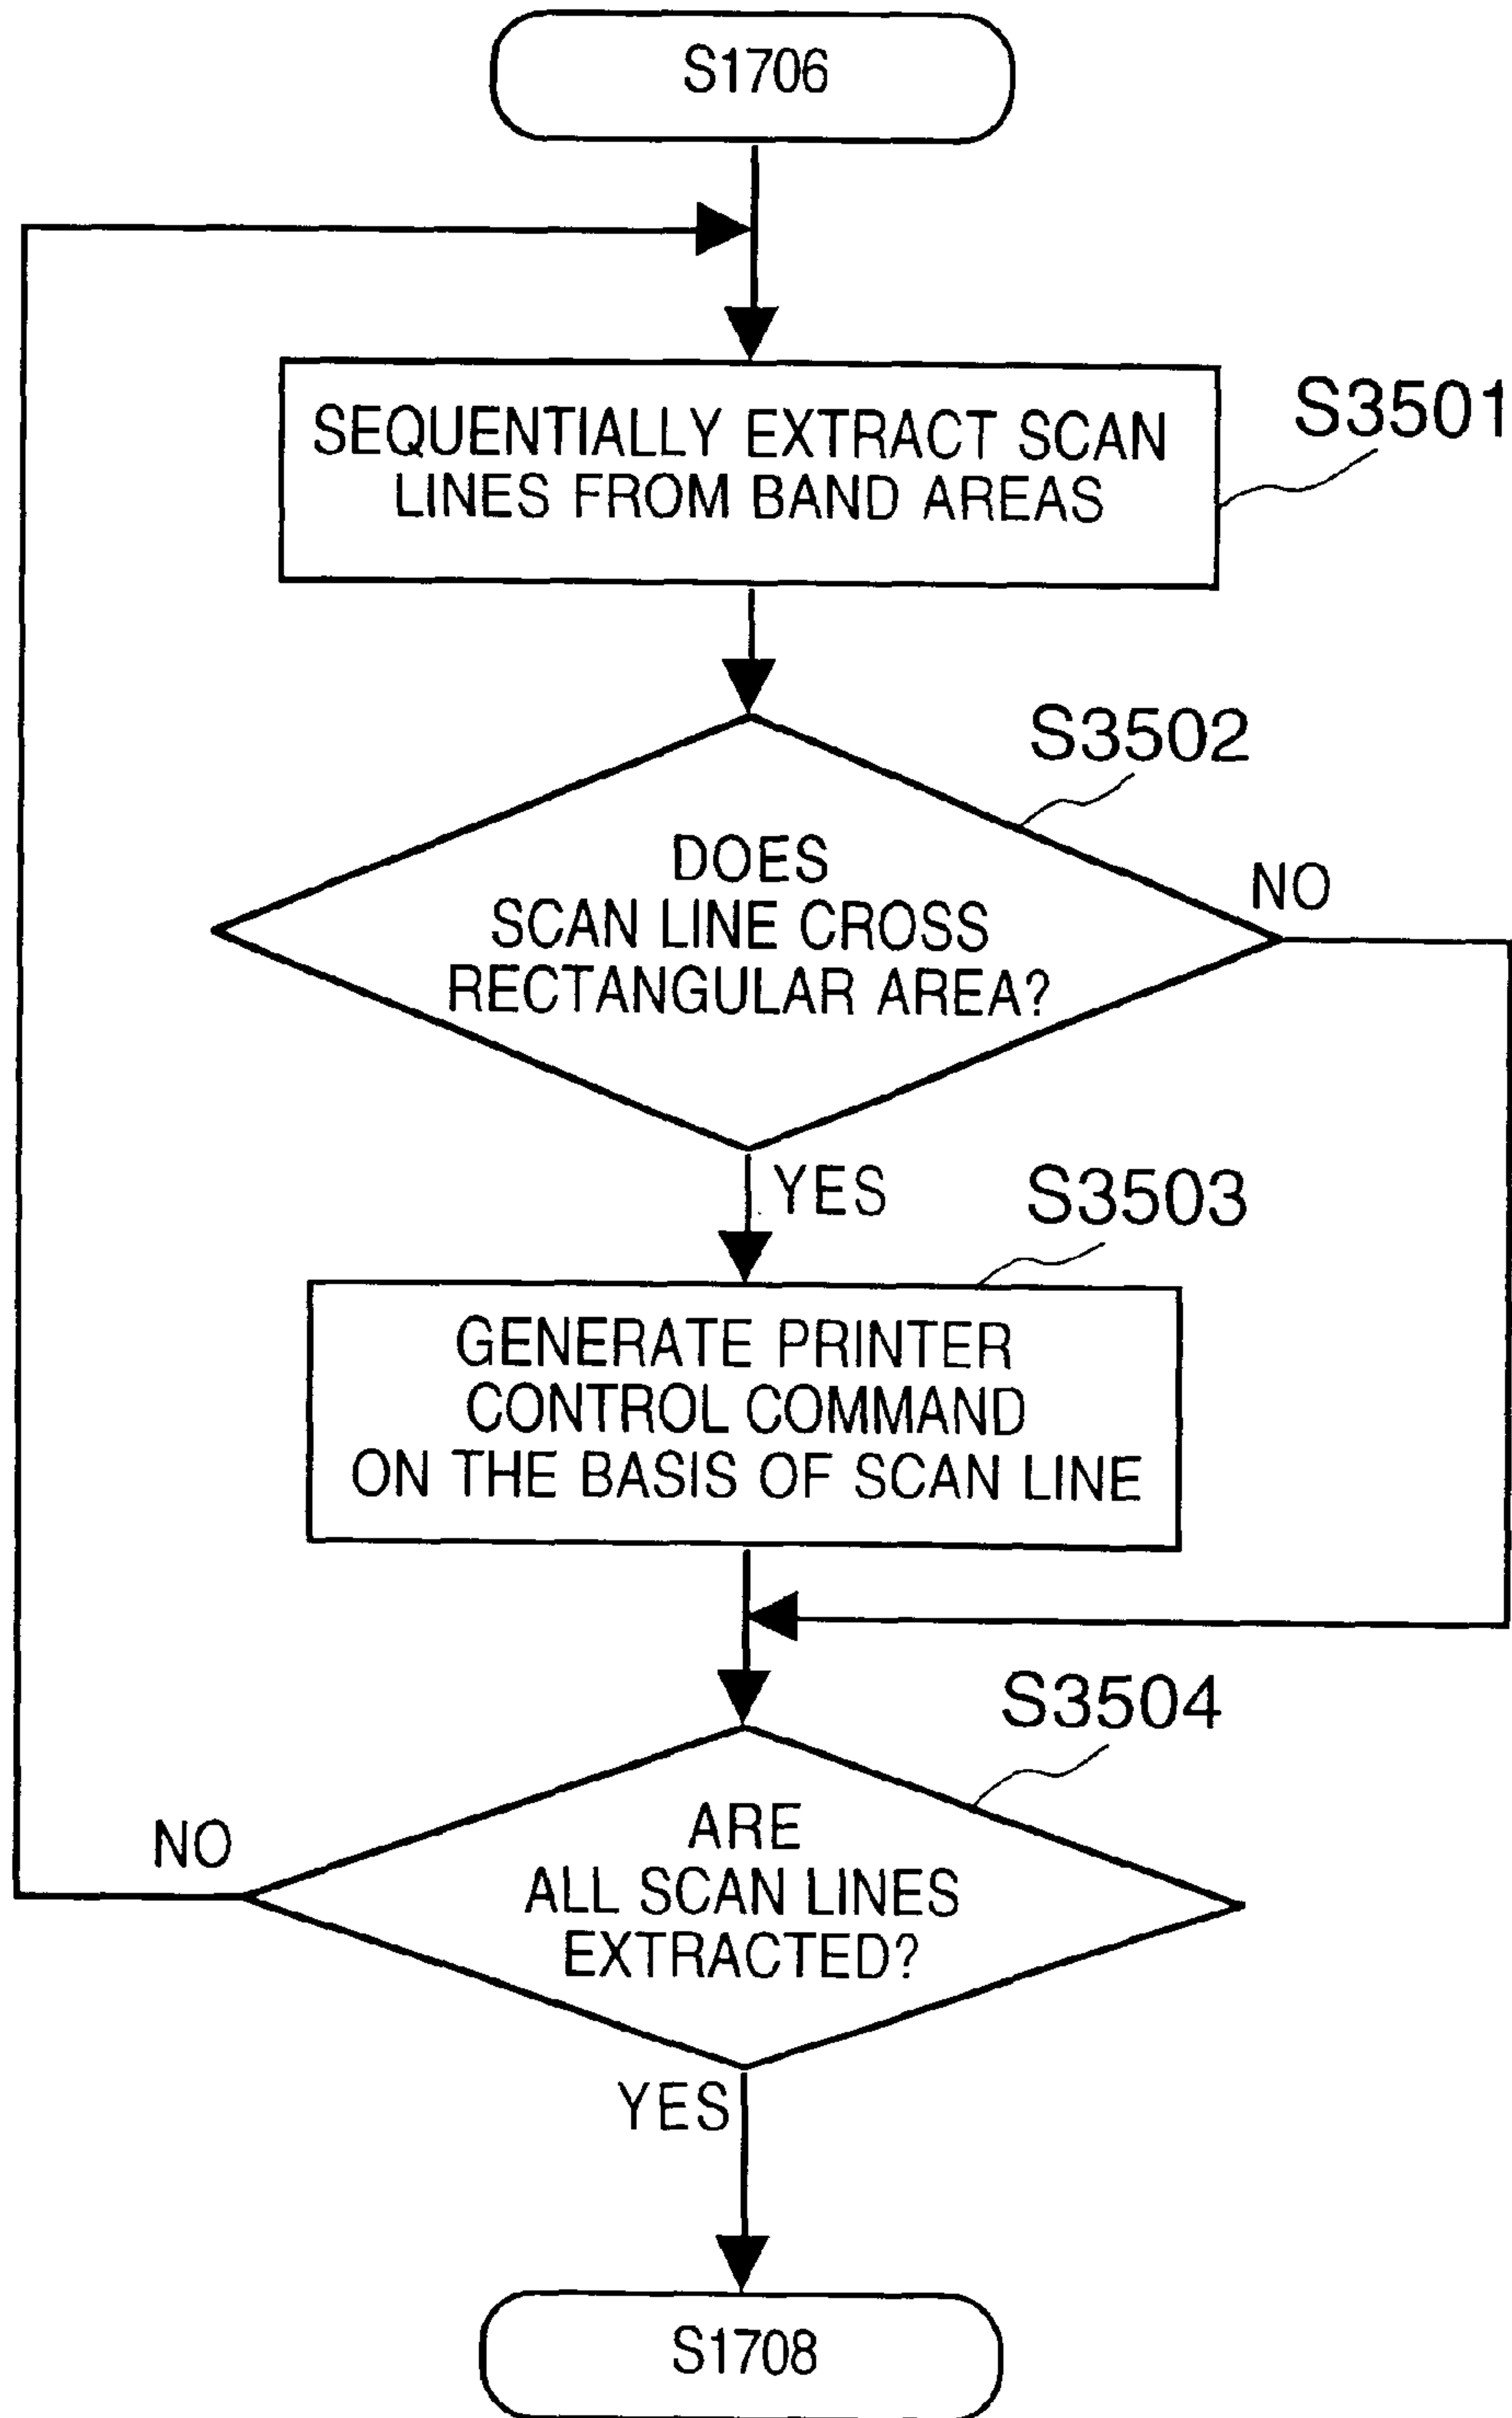 S1706
SEQUENTIALLY EXTRACT SCAN
LINES FROM BAND AREAS
S3501
S3502
DOES
SCAN LINE CROSS
RECTANGULAR AREA?
NO
YES
S3503
GENERATE PRINTER
CONTROL COMMAND
ON THE BASIS OF SCAN LINE
S3504
ARE
ALL SCAN LINES
EXTRACTED?
NO
YES
S1708